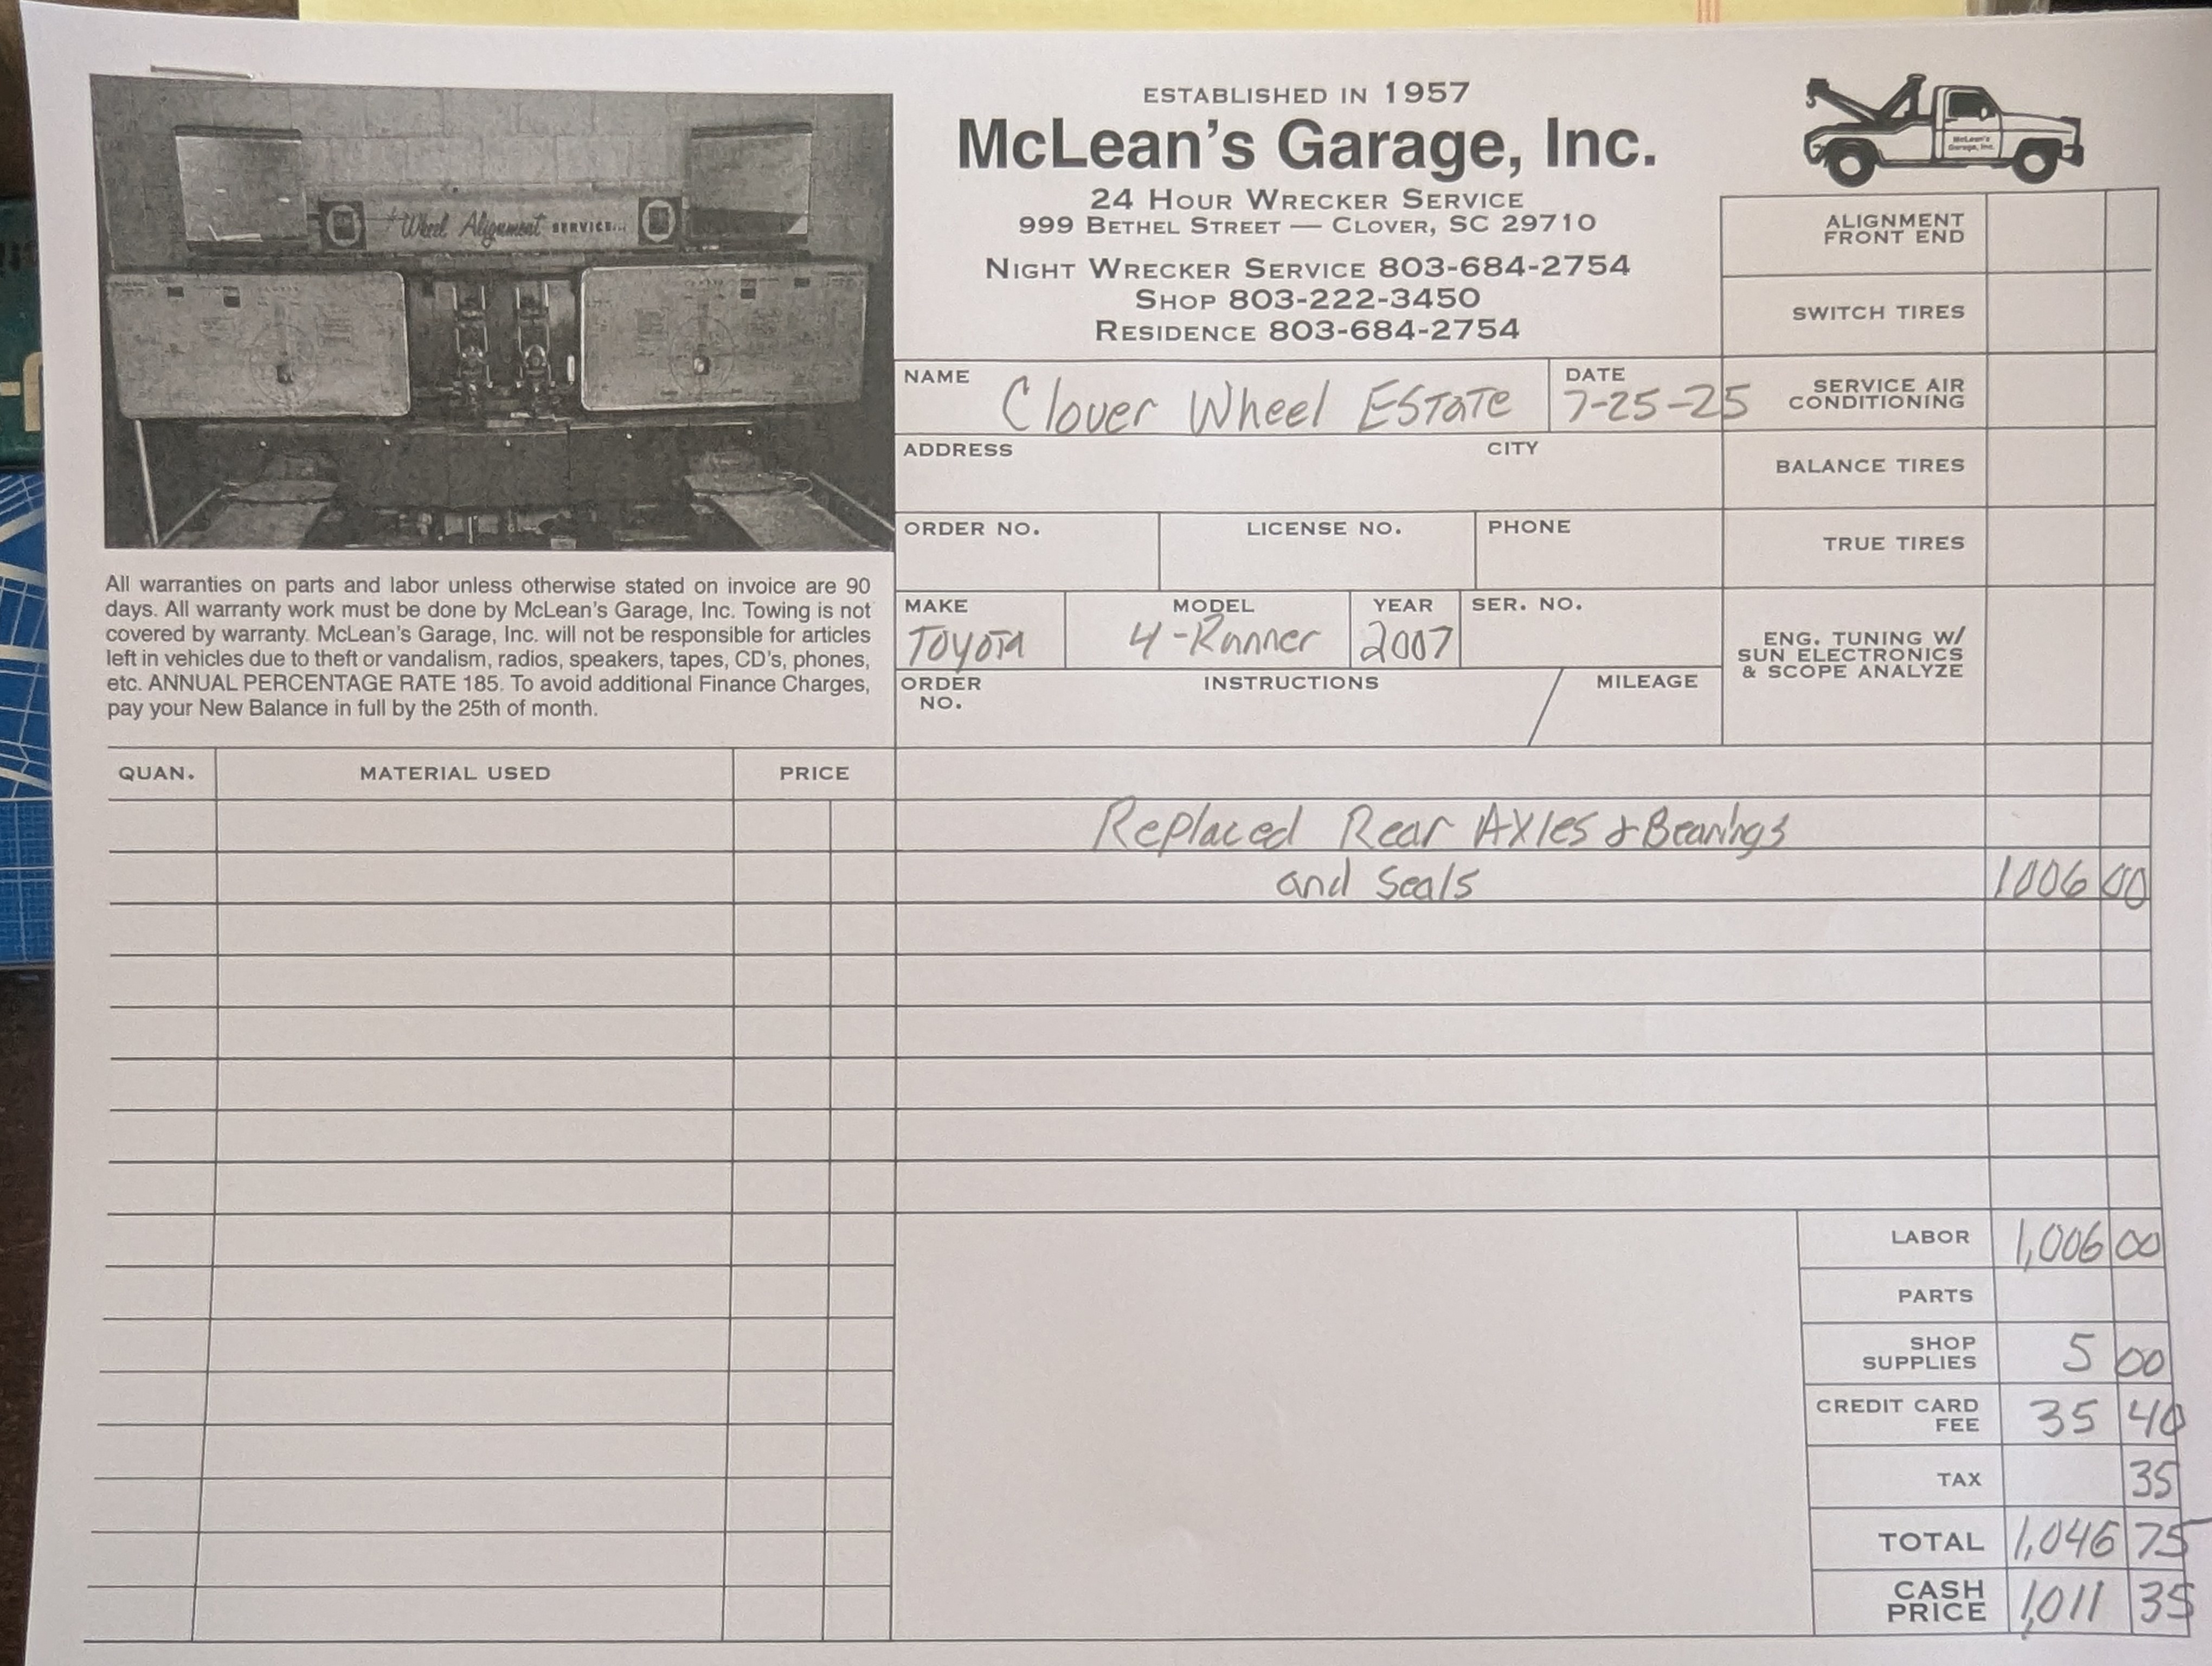 ESTABLISHED IN 1957
McLean's Garage, Inc.
24 HOUR WRECKER SERVICE
999 BETHEL STREET — CLOVER, SC 29710
NIGHT WRECKER SERVICE 803-684-2754
SHOP 803-222-3450
RESIDENCE 803-684-2754
McLean's
Garage, Inc.
Wheel Alignment SERVICE...
All warranties on parts and labor unless otherwise stated on invoice are 90
days. All warranty work must be done by McLean's Garage, Inc. Towing is not
covered by warranty. McLean's Garage, Inc. will not be responsible for articles
left in vehicles due to theft or vandalism, radios, speakers, tapes, CD's, phones,
etc. ANNUAL PERCENTAGE RATE 185. To avoid additional Finance Charges,
pay your New Balance in full by the 25th of month.
NAME Clover Wheel Estate
DATE 7-25-25
ADDRESS CITY
ORDER NO. LICENSE NO. PHONE
MAKE MODEL YEAR SER. NO.
Toyota 4-Runner 2007
ORDER NO. INSTRUCTIONS MILEAGE
ALIGNMENT
FRONT END
SWITCH TIRES
SERVICE AIR
CONDITIONING
BALANCE TIRES
TRUE TIRES
ENG. TUNING W/
SUN ELECTRONICS
& SCOPE ANALYZE
QUAN. MATERIAL USED PRICE
Replaced Rear Axles & Bearings
and Seals 1006 00
LABOR 1,006 00
PARTS
SHOP SUPPLIES 5 00
CREDIT CARD FEE 35 40
TAX 35
TOTAL 1,046 75
CASH PRICE 1,011 35